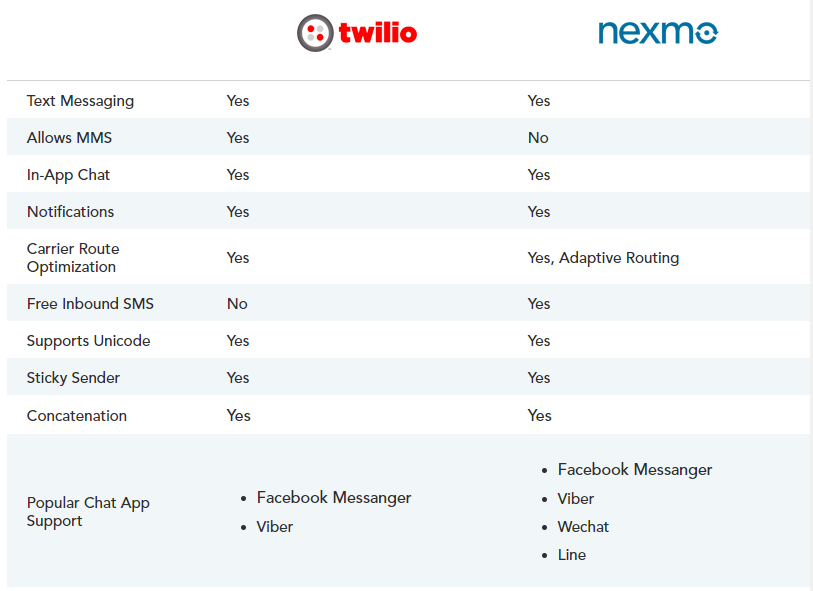 twilio nexmo
Text Messaging Yes Yes
Allows MMS Yes No
In-App Chat Yes Yes
Notifications Yes Yes
Carrier Route
Optimization Yes Yes, Adaptive Routing
Free Inbound SMS No Yes
Supports Unicode Yes Yes
Sticky Sender Yes Yes
Concatenation Yes Yes
Popular Chat App
Support
• Facebook Messanger
• Viber
• Facebook Messanger
• Viber
• Wechat
• Line